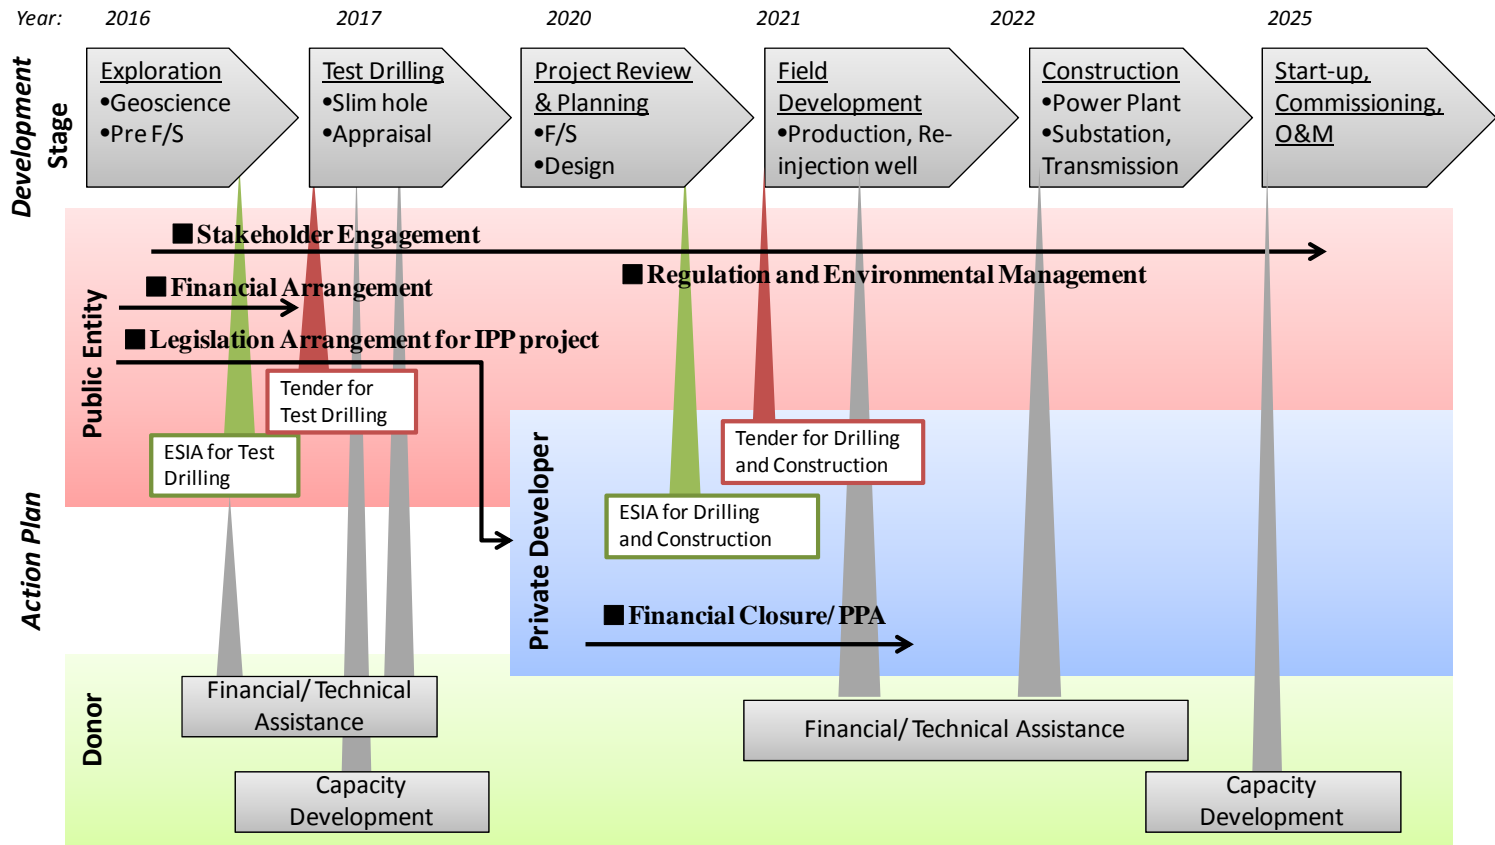 Year: 2016 2017 2020 2021 2022 2025
Development
Stage
Exploration
•Geoscience
•Pre F/S
Test Drilling
•Slim hole
•Appraisal
Project Review
& Planning
•F/S
•Design
Field
Development
•Production, Re-
injection well
Construction
•Power Plant
•Substation,
Transmission
Start-up,
Commissioning,
O&M
Action Plan
Public Entity
■ Stakeholder Engagement
■ Regulation and Environmental Management
■ Financial Arrangement
■ Legislation Arrangement for IPP project
Tender for
Test Drilling
ESIA for Test
Drilling
Private Developer
Tender for Drilling
and Construction
ESIA for Drilling
and Construction
■ Financial Closure/ PPA
Donor
Financial/ Technical
Assistance
Capacity
Development
Financial/ Technical Assistance
Capacity
Development